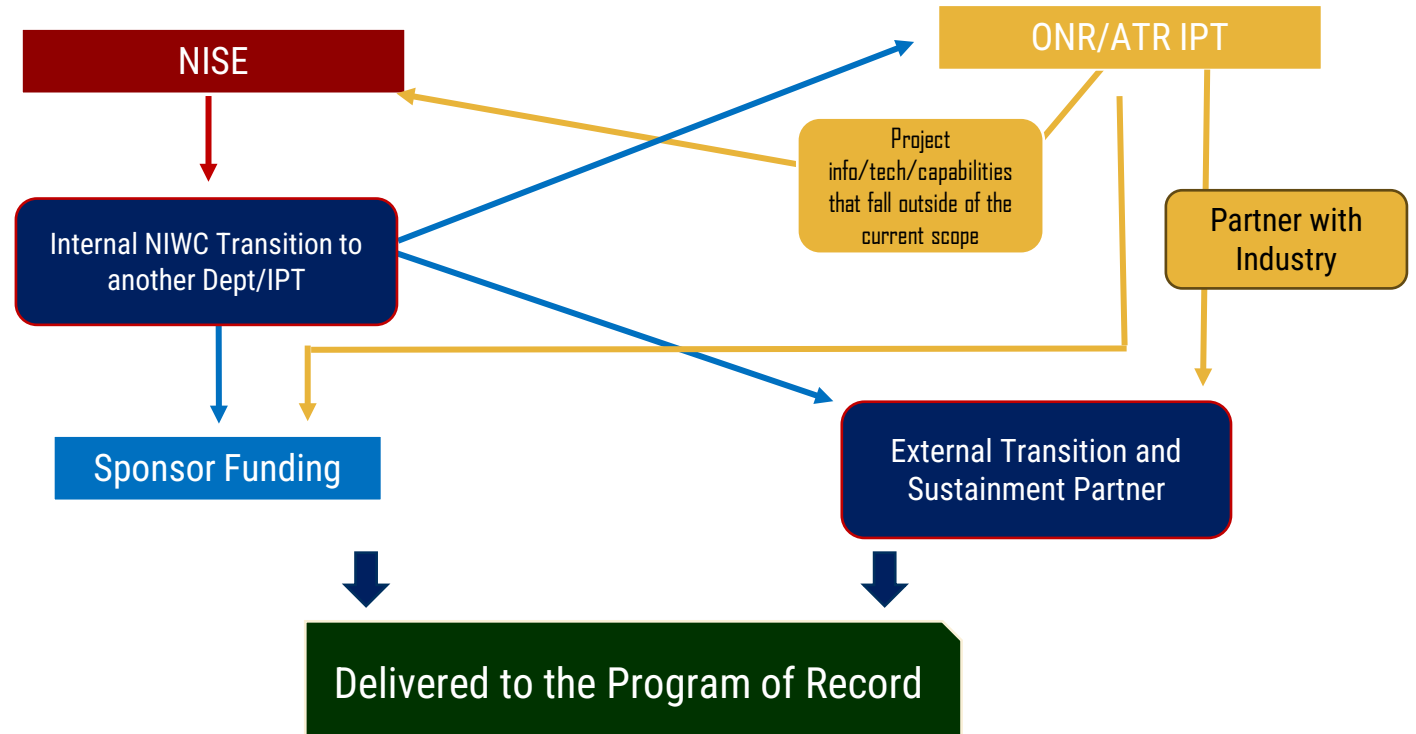 NISE
ONR/ATR IPT
Project
info/tech/capabilities
that fall outside of the
current scope
Partner with
Industry
Internal NIWC Transition to
another Dept/IPT
Sponsor Funding
External Transition and
Sustainment Partner
Delivered to the Program of Record